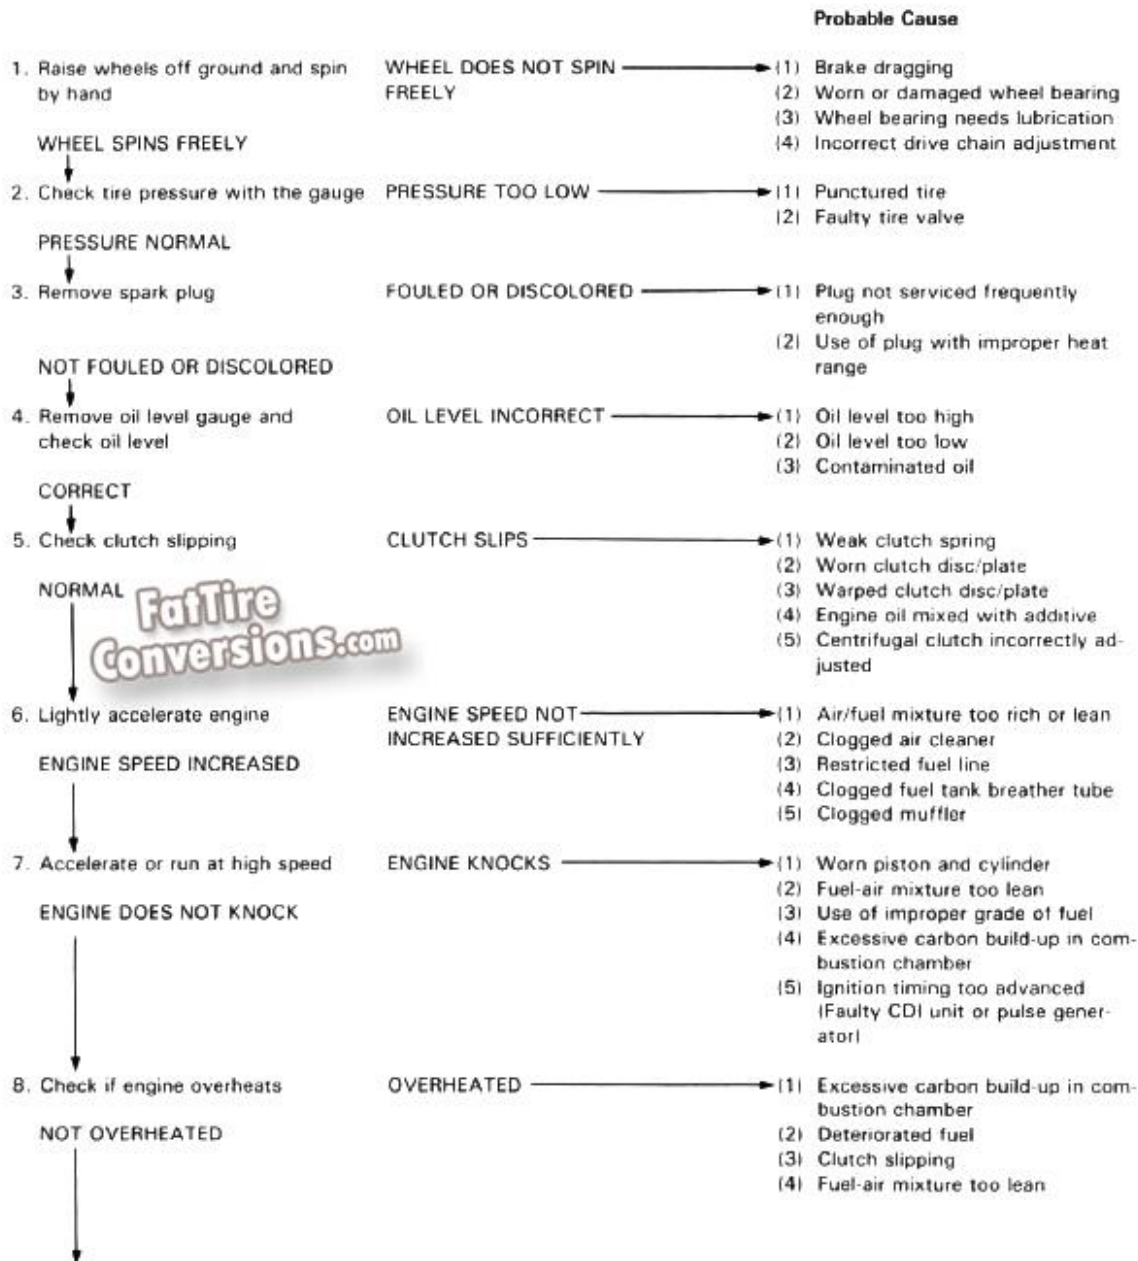 Probable Cause
1. Raise wheels off ground and spin
by hand
WHEEL DOES NOT SPIN
FREELY
(1) Brake dragging
(2) Worn or damaged wheel bearing
(3) Wheel bearing needs lubrication
(4) Incorrect drive chain adjustment
WHEEL SPINS FREELY
2. Check tire pressure with the gauge
PRESSURE TOO LOW
(1) Punctured tire
(2) Faulty tire valve
PRESSURE NORMAL
3. Remove spark plug
FOULED OR DISCOLORED
(1) Plug not serviced frequently
enough
(2) Use of plug with improper heat
range
NOT FOULED OR DISCOLORED
4. Remove oil level gauge and
check oil level
OIL LEVEL INCORRECT
(1) Oil level too high
(2) Oil level too low
(3) Contaminated oil
CORRECT
5. Check clutch slipping
CLUTCH SLIPS
(1) Weak clutch spring
(2) Worn clutch disc/plate
(3) Warped clutch disc/plate
(4) Engine oil mixed with additive
(5) Centrifugal clutch incorrectly ad-
justed
NORMAL
FatTire
Conversions.com
6. Lightly accelerate engine
ENGINE SPEED NOT
INCREASED SUFFICIENTLY
(1) Air/fuel mixture too rich or lean
(2) Clogged air cleaner
(3) Restricted fuel line
(4) Clogged fuel tank breather tube
(5) Clogged muffler
ENGINE SPEED INCREASED
7. Accelerate or run at high speed
ENGINE KNOCKS
(1) Worn piston and cylinder
(2) Fuel-air mixture too lean
(3) Use of improper grade of fuel
(4) Excessive carbon build-up in com-
bustion chamber
(5) Ignition timing too advanced
(Faulty CDI unit or pulse gener-
ator)
ENGINE DOES NOT KNOCK
8. Check if engine overheats
OVERHEATED
(1) Excessive carbon build-up in com-
bustion chamber
(2) Deteriorated fuel
(3) Clutch slipping
(4) Fuel-air mixture too lean
NOT OVERHEATED